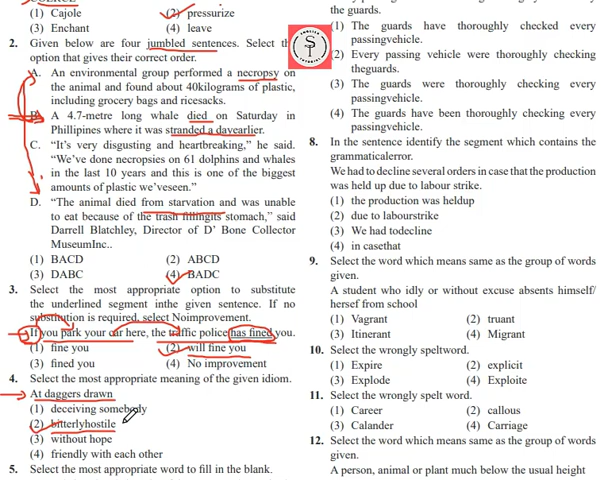 COERCE
(1) Cajole (2) pressurize
(3) Enchant (4) leave
2. Given below are four jumbled sentences. Select the
option that gives their correct order.
A. An environmental group performed a necropsy on
the animal and found about 40kilograms of plastic,
including grocery bags and ricesacks.
B. A 4.7-metre long whale died on Saturday in
Phillipines where it was stranded a dayearlier.
C. “It’s very disgusting and heartbreaking,” he said.
“We’ve done necropsies on 61 dolphins and whales
in the last 10 years and this is one of the biggest
amounts of plastic we’veseen.”
D. “The animal died from starvation and was unable
to eat because of the trash fillingits stomach,” said
Darrell Blatchley, Director of D’ Bone Collector
MuseumInc..
(1) BACD (2) ABCD
(3) DABC (4) BADC
3. Select the most appropriate option to substitute
the underlined segment inthe given sentence. If no
substitution is required, select Noimprovement.
If you park your car here, the traffic police has fined you.
(1) fine you (2) will fine you
(3) fined you (4) No improvement
4. Select the most appropriate meaning of the given idiom.
At daggers drawn
(1) deceiving somebody
(2) bitterlyhostile
(3) without hope
(4) friendly with each other
5. Select the most appropriate word to fill in the blank.
the guards.
(1) The guards have thoroughly checked every
passingvehicle.
(2) Every passing vehicle were thoroughly checking
theguards.
(3) The guards were thoroughly checking every
passingvehicle.
(4) The guards have been thoroughly checking every
passingvehicle.
8. In the sentence identify the segment which contains the
grammaticalerror.
We had to decline several orders in case that the production
was held up due to labour strike.
(1) the production was heldup
(2) due to labourstrike
(3) We had todecline
(4) in casethat
9. Select the word which means same as the group of words
given.
A student who idly or without excuse absents himself/
hersef from school
(1) Vagrant (2) truant
(3) Itinerant (4) Migrant
10. Select the wrongly speltword.
(1) Expire (2) explicit
(3) Explode (4) Exploite
11. Select the wrongly spelt word.
(1) Career (2) callous
(3) Calander (4) Carriage
12. Select the word which means same as the group of words
given.
A person, animal or plant much below the usual height